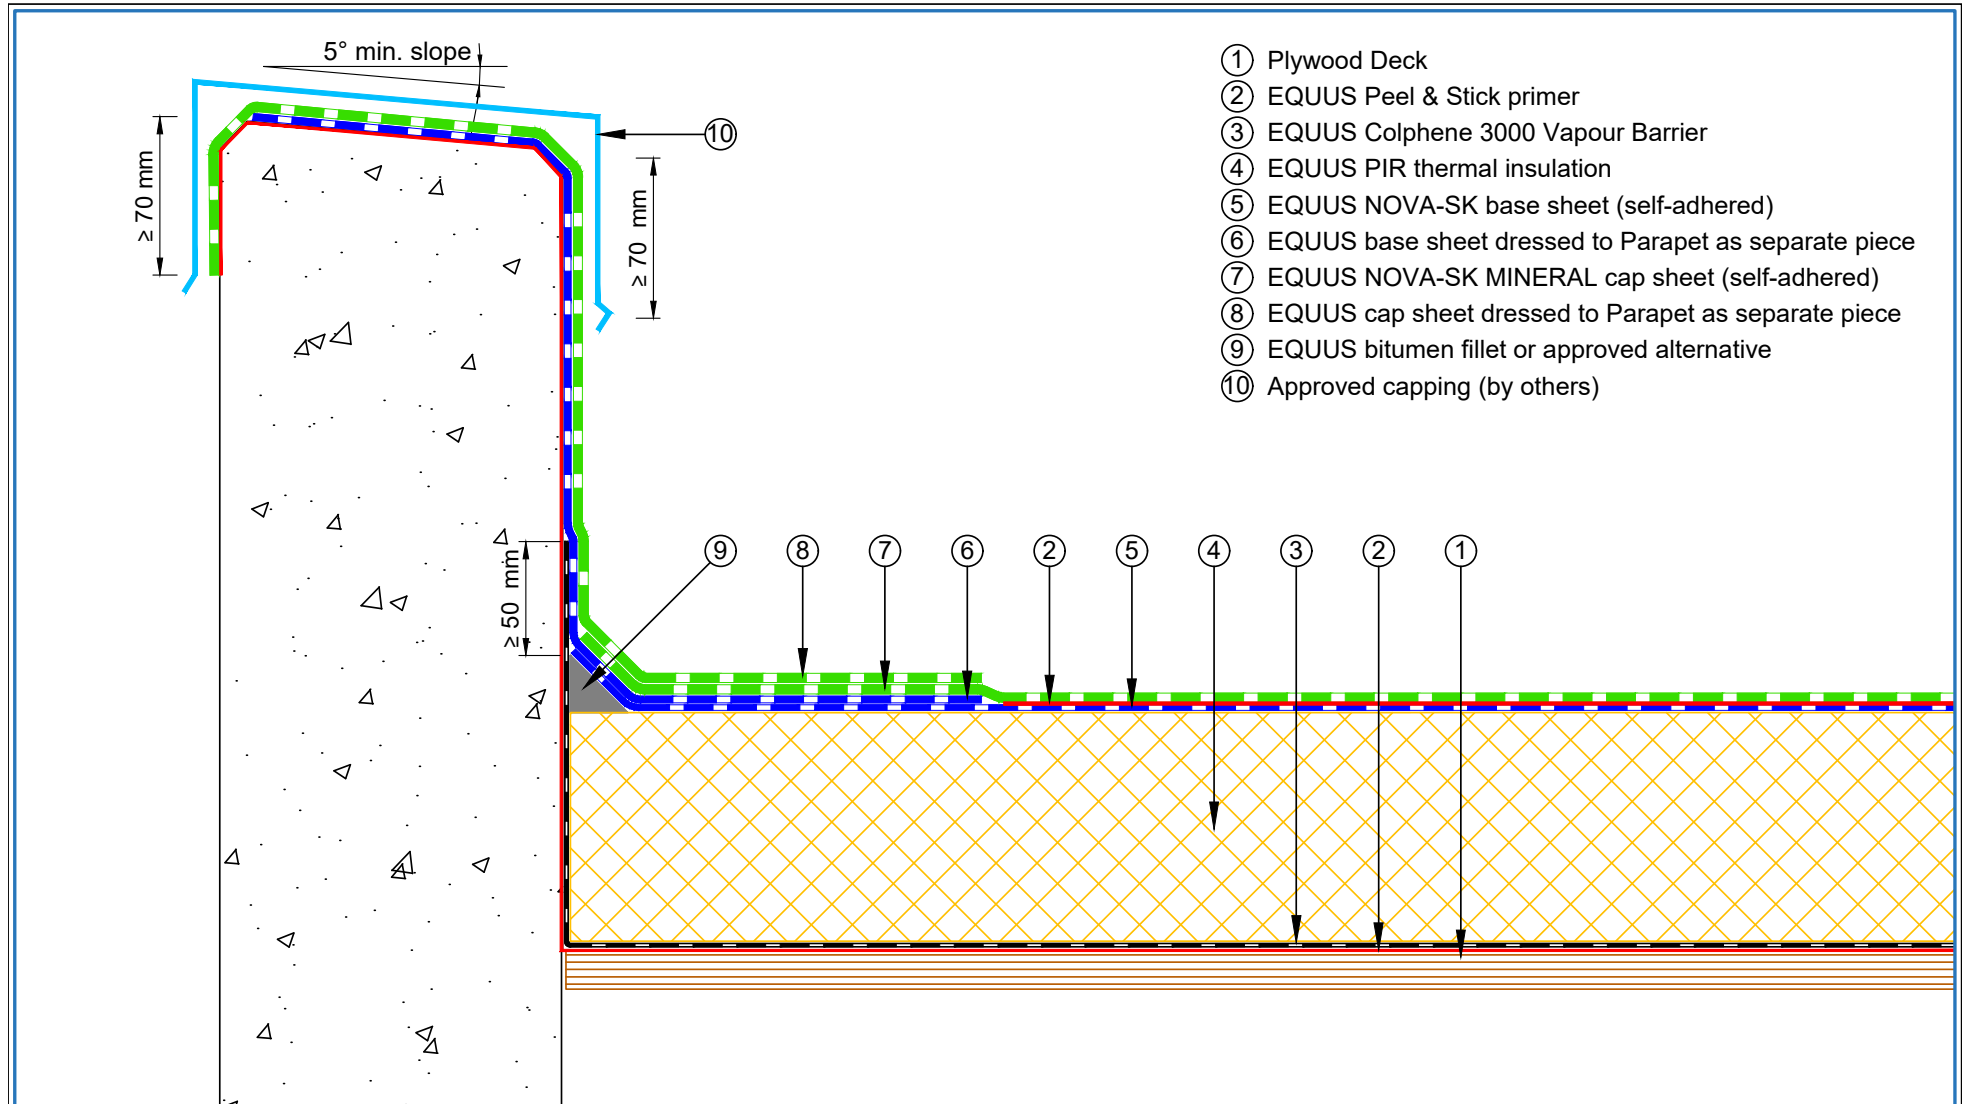 5° min. slope
① Plywood Deck
② EQUUS Peel & Stick primer
③ EQUUS Colphene 3000 Vapour Barrier
④ EQUUS PIR thermal insulation
⑤ EQUUS NOVA-SK base sheet (self-adhered)
⑥ EQUUS base sheet dressed to Parapet as separate piece
⑦ EQUUS NOVA-SK MINERAL cap sheet (self-adhered)
⑧ EQUUS cap sheet dressed to Parapet as separate piece
⑨ EQUUS bitumen fillet or approved alternative
⑩ Approved capping (by others)
⑩
≥ 70 mm
≥ 70 mm
≥ 50 mm
⑨ ⑧ ⑦ ⑥ ② ⑤ ④ ③ ② ①